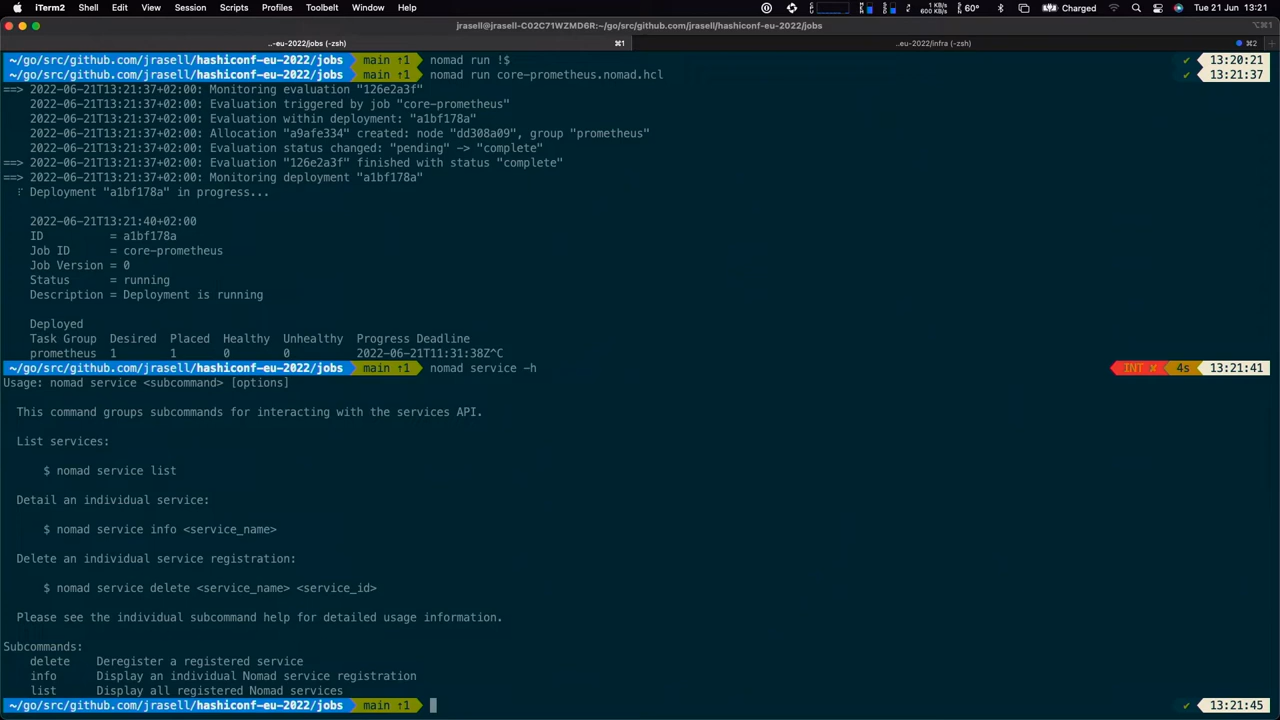 iTerm2 Shell Edit View Session Scripts Profiles Toolbelt Window Help 1 KB/s 600 KB/s 60° Charged Tue 21 Jun 13:21
jrasell@jrasell-C02C71WZMD6R:~/go/src/github.com/jrasell/hashiconf-eu-2022/jobs ⌥⌘1
..-eu-2022/jobs (-zsh) ⌘1 ..eu-2022/infra (-zsh) ⌘2 +
~/go/src/github.com/jrasell/hashiconf-eu-2022/jobs main ↑1 nomad run !$ ✔ 13:20:21
~/go/src/github.com/jrasell/hashiconf-eu-2022/jobs main ↑1 nomad run core-prometheus.nomad.hcl ✔ 13:21:37
==> 2022-06-21T13:21:37+02:00: Monitoring evaluation "126e2a3f"
2022-06-21T13:21:37+02:00: Evaluation triggered by job "core-prometheus"
2022-06-21T13:21:37+02:00: Evaluation within deployment: "a1bf178a"
2022-06-21T13:21:37+02:00: Allocation "a9afe334" created: node "dd308a09", group "prometheus"
2022-06-21T13:21:37+02:00: Evaluation status changed: "pending" -> "complete"
==> 2022-06-21T13:21:37+02:00: Evaluation "126e2a3f" finished with status "complete"
==> 2022-06-21T13:21:37+02:00: Monitoring deployment "a1bf178a"
Deployment "a1bf178a" in progress...
2022-06-21T13:21:40+02:00
ID = a1bf178a
Job ID = core-prometheus
Job Version = 0
Status = running
Description = Deployment is running
Deployed
Task Group Desired Placed Healthy Unhealthy Progress Deadline
prometheus 1 1 0 0 2022-06-21T11:31:38Z^C
~/go/src/github.com/jrasell/hashiconf-eu-2022/jobs main ↑1 nomad service -h INT ✘ 4s 13:21:41
Usage: nomad service <subcommand> [options]
This command groups subcommands for interacting with the services API.
List services:
$ nomad service list
Detail an individual service:
$ nomad service info <service_name>
Delete an individual service registration:
$ nomad service delete <service_name> <service_id>
Please see the individual subcommand help for detailed usage information.
Subcommands:
delete Deregister a registered service
info Display an individual Nomad service registration
list Display all registered Nomad services
~/go/src/github.com/jrasell/hashiconf-eu-2022/jobs main ↑1 ✔ 13:21:45